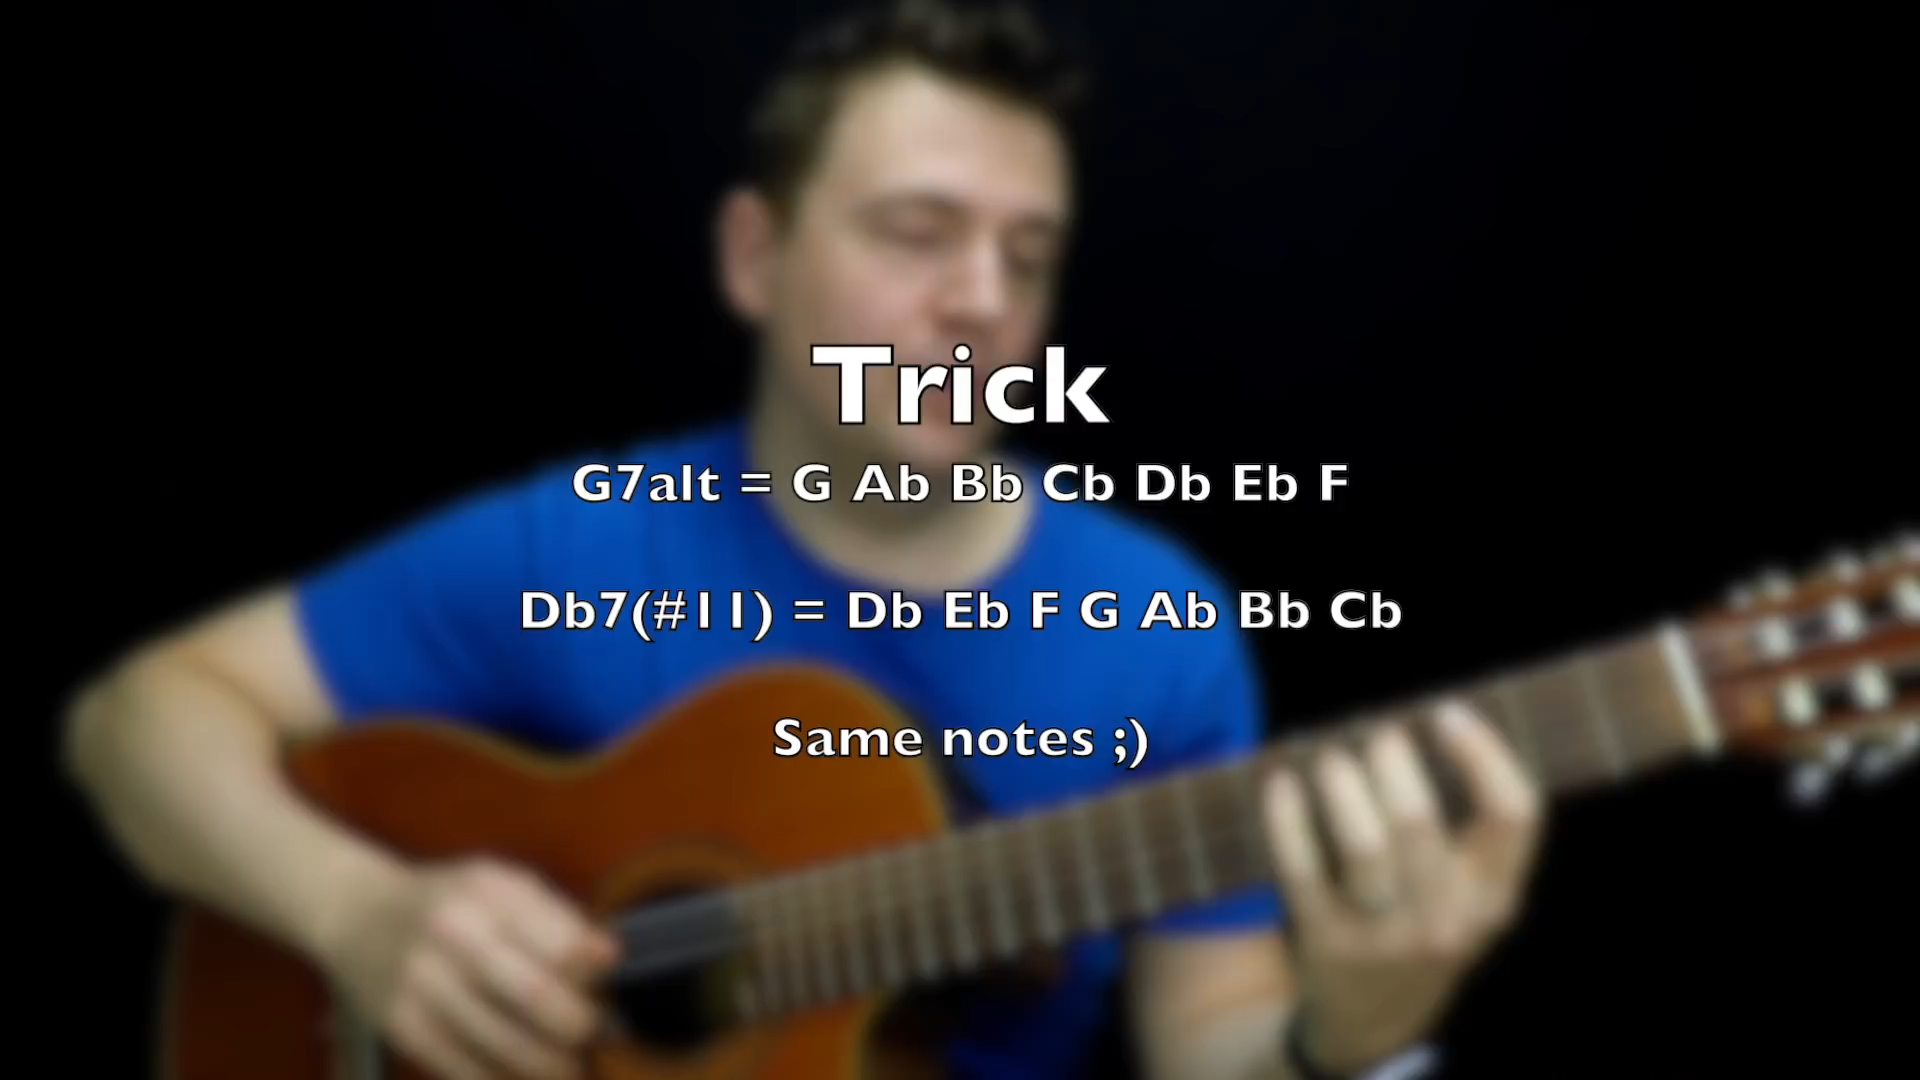 Trick
G7alt = G Ab Bb Cb Db Eb F
Db7(#11) = Db Eb F G Ab Bb Cb
Same notes ;)